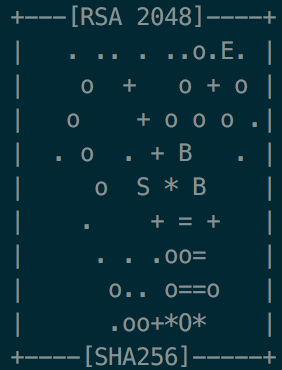 +---[RSA 2048]----+
|   . .. . ..o.E. |
|    o  +   o + o |
|   o    + o o o .|
|  . o  . + B   . |
|     o  S * B    |
|    .    + = +   |
|     . . .oo=    |
|      o.. o==o   |
|      .oo+*O*    |
+----[SHA256]-----+